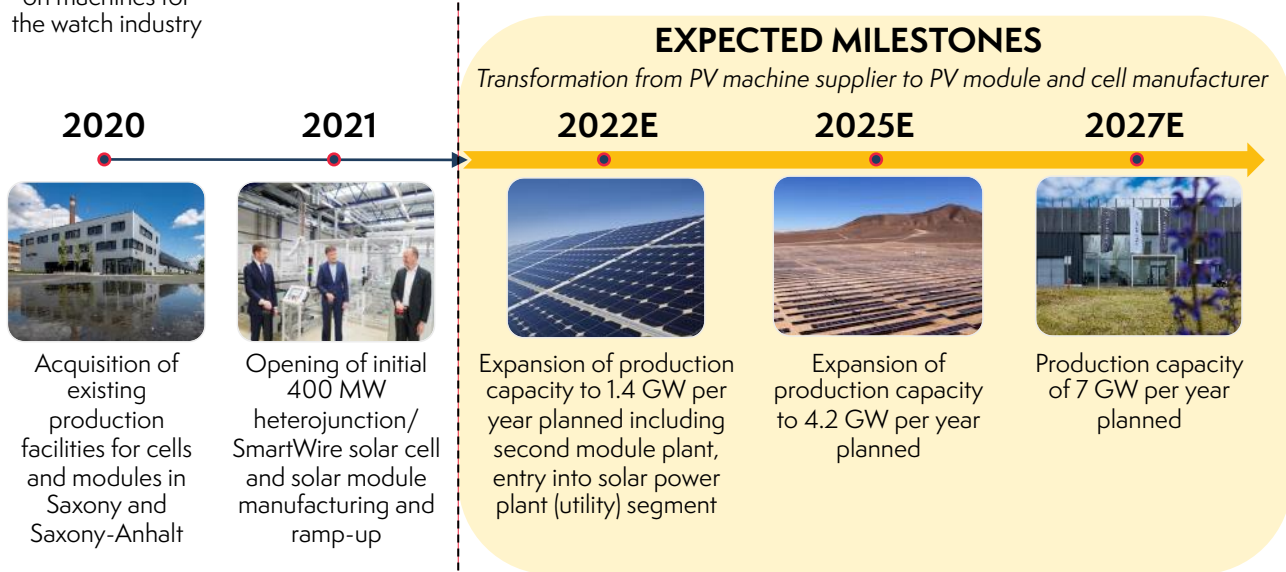 on machines for
the watch industry
EXPECTED MILESTONES
Transformation from PV machine supplier to PV module and cell manufacturer
2020
2021
2022E
2025E
2027E
Acquisition of
existing
production
facilities for cells
and modules in
Saxony and
Saxony-Anhalt
Opening of initial
400 MW
heterojunction/
SmartWire solar cell
and solar module
manufacturing and
ramp-up
Expansion of production
capacity to 1.4 GW per
year planned including
second module plant,
entry into solar power
plant (utility) segment
Expansion of
production capacity
to 4.2 GW per year
planned
Production capacity
of 7 GW per year
planned